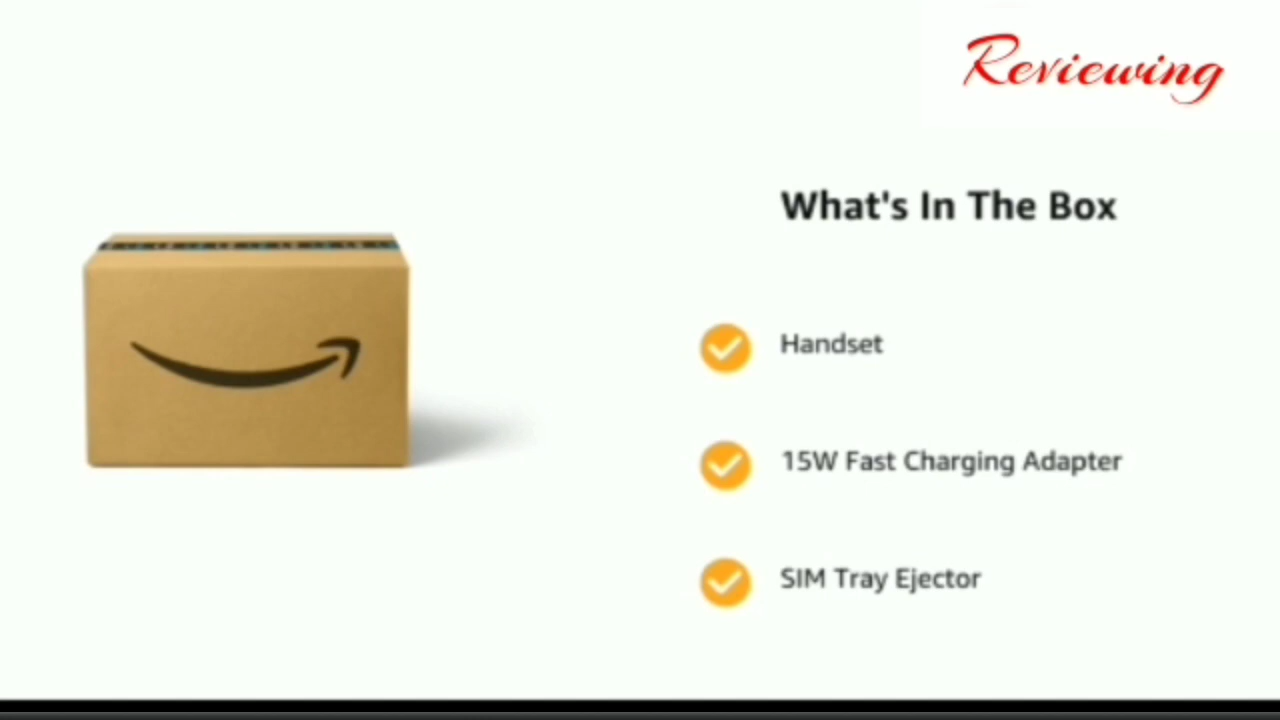 Reviewing
What's In The Box
Handset
15W Fast Charging Adapter
SIM Tray Ejector